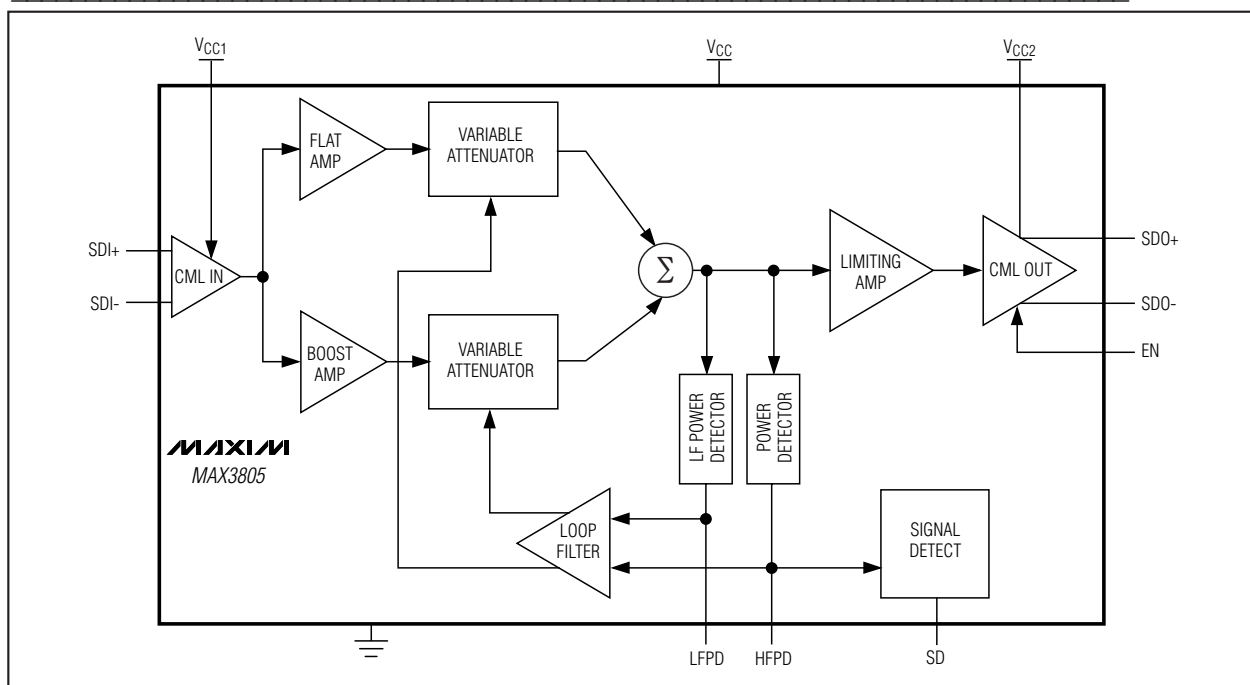 VCC1
VCC
VCC2
FLAT
AMP
VARIABLE
ATTENUATOR
SDI+
SDI-
CML IN
Σ
LIMITING
AMP
CML OUT
SDO+
SDO-
EN
BOOST
AMP
VARIABLE
ATTENUATOR
LF POWER
DETECTOR
POWER
DETECTOR
MAXIM
MAX3805
LOOP
FILTER
SIGNAL
DETECT
LFPD
HFPD
SD